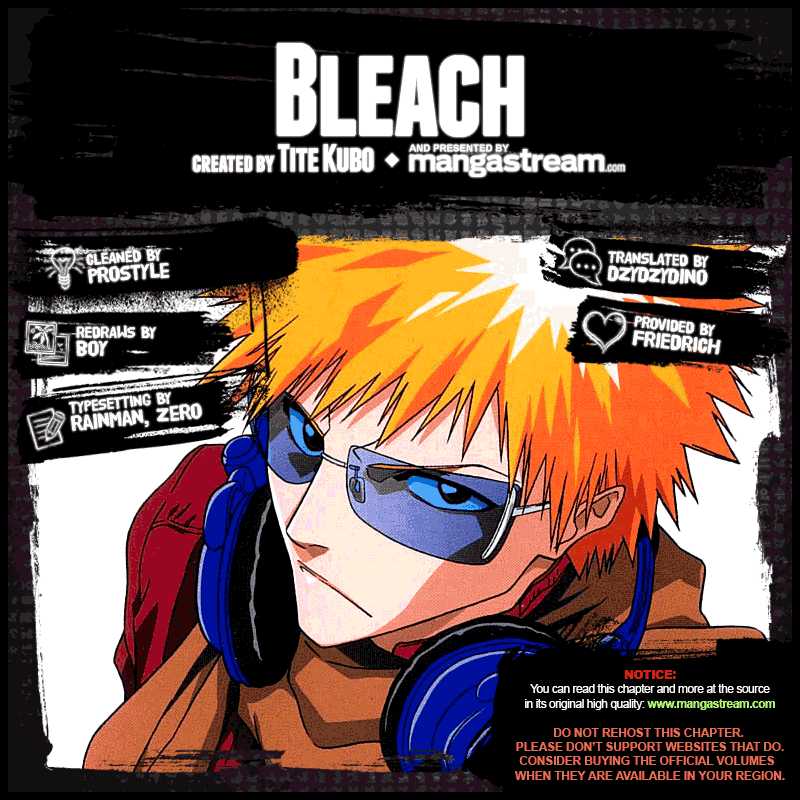 BLEACH
CREATED BY TITE KUBO ◆ AND PRESENTED BY mangastream.com
CLEANED BY
PROSTYLE
REDRAWS BY
BOY
TYPESETTING BY
RAINMAN, ZERO
TRANSLATED BY
DZYDZYDINO
PROVIDED BY
FRIEDRICH
NOTICE:
You can read this chapter and more at the source
in its original high quality: www.mangastream.com
DO NOT REHOST THIS CHAPTER.
PLEASE DON'T SUPPORT WEBSITES THAT DO.
CONSIDER BUYING THE OFFICIAL VOLUMES
WHEN THEY ARE AVAILABLE IN YOUR REGION.